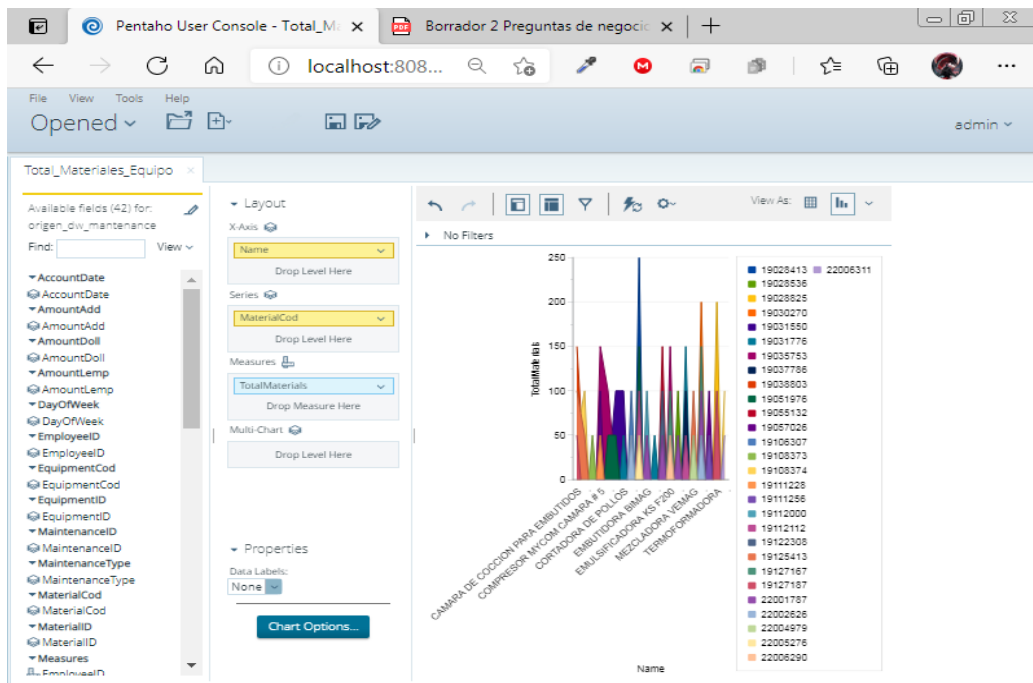 Pentaho User Console - Total_Ma
Borrador 2 Preguntas de negocio
localhost:808...
File View Tools Help
Opened
admin
Total_Materiales_Equipo
Available fields (42) for:
origen_dw_mantenance
Find:
View
AccountDate
AccountDate
AmountAdd
AmountAdd
AmountDoll
AmountDoll
AmountLemp
AmountLemp
DayOfWeek
DayOfWeek
EmployeeID
EmployeeID
EquipmentCod
EquipmentCod
EquipmentID
EquipmentID
MaintenanceID
MaintenanceID
MaintenanceType
MaintenanceType
MaterialCod
MaterialCod
MaterialID
MaterialID
Measures
EmployeeID
Layout
X-Axis
Name
Drop Level Here
Series
MaterialCod
Drop Level Here
Measures
TotalMaterials
Drop Measure Here
Multi-Chart
Drop Level Here
Properties
Data Labels:
None
Chart Options...
View As:
No Filters
250
200
150
100
50
0
TotalMaterials
CAMARA DE COCCION PARA EMBUTIDOS
COMPRESOR MYCOM CAMARA # 5
CORTADORA DE POLLOS
EMBUTIDORA BIMAG
EMULSIFICADORA KS F200
MEZCLADORA VEMAG
TERMOFORMADORA
Name
19028413 22006311
19028536
19028825
19030270
19031550
19031776
19035753
19037786
19038803
19051976
19055132
19057026
19106307
19108373
19108374
19111228
19111256
19112000
19112112
19122308
19125413
19127167
19127187
22001787
22002626
22004979
22005276
22006290